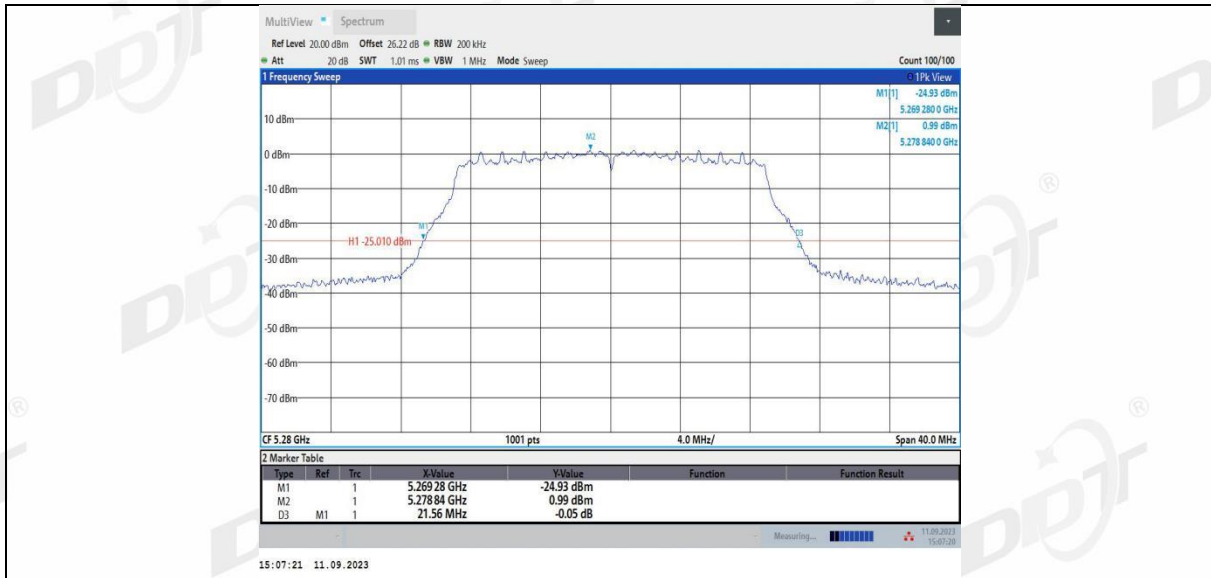 MultiView Spectrum
Ref Level 20.00 dBm Offset 26.22 dB RBW 200 kHz
Att 20 dB SWT 1.01 ms VBW 1 MHz Mode Sweep Count 100/100
1 Frequency Sweep 1Pk View
M1[1] -24.93 dBm
5.269 280 0 GHz
M2[1] 0.99 dBm
5.278 840 0 GHz
10 dBm
M2
0 dBm
-10 dBm
-20 dBm
M1
D3
H1 -25.010 dBm
-30 dBm
-40 dBm
-50 dBm
-60 dBm
-70 dBm
CF 5.28 GHz 1001 pts 4.0 MHz/ Span 40.0 MHz
2 Marker Table
Type Ref Trc X-Value Y-Value Function Function Result
M1 1 5.269 28 GHz -24.93 dBm
M2 1 5.278 84 GHz 0.99 dBm
D3 M1 1 21.56 MHz -0.05 dB
Measuring... 11.09.2023
15:07:20
15:07:21 11.09.2023
DDT
®